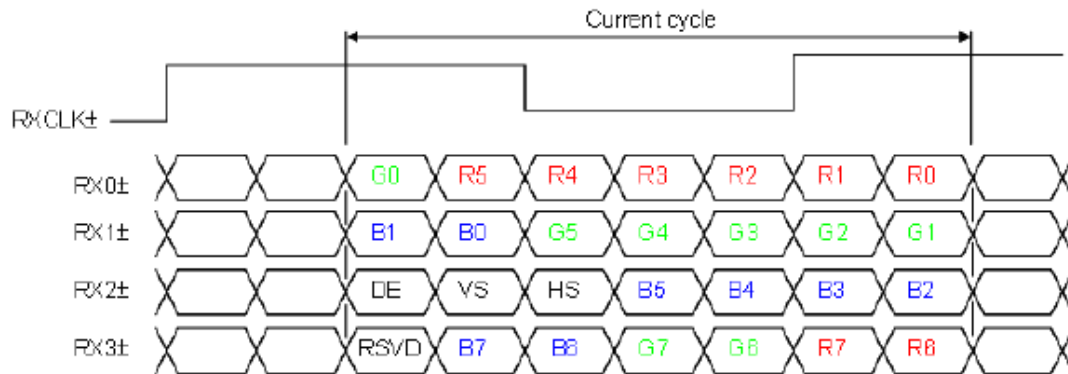 Current cycle
RXCLK±
RX0± G0 R5 R4 R3 R2 R1 R0
RX1± B1 B0 G5 G4 G3 G2 G1
RX2± DE VS HS B5 B4 B3 B2
RX3± RSVD B7 B6 G7 G6 R7 R6